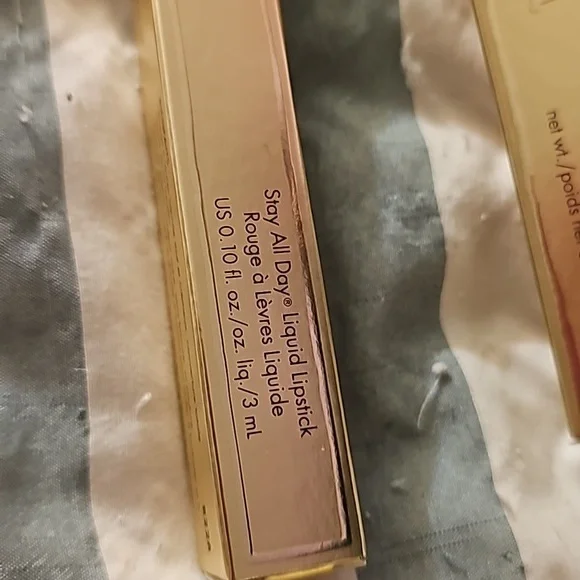 Stay All Day® Liquid Lipstick
Rouge à Lèvres Liquide
US 0.10 fl. oz./oz. liq./3 mL
net wt./poids ne